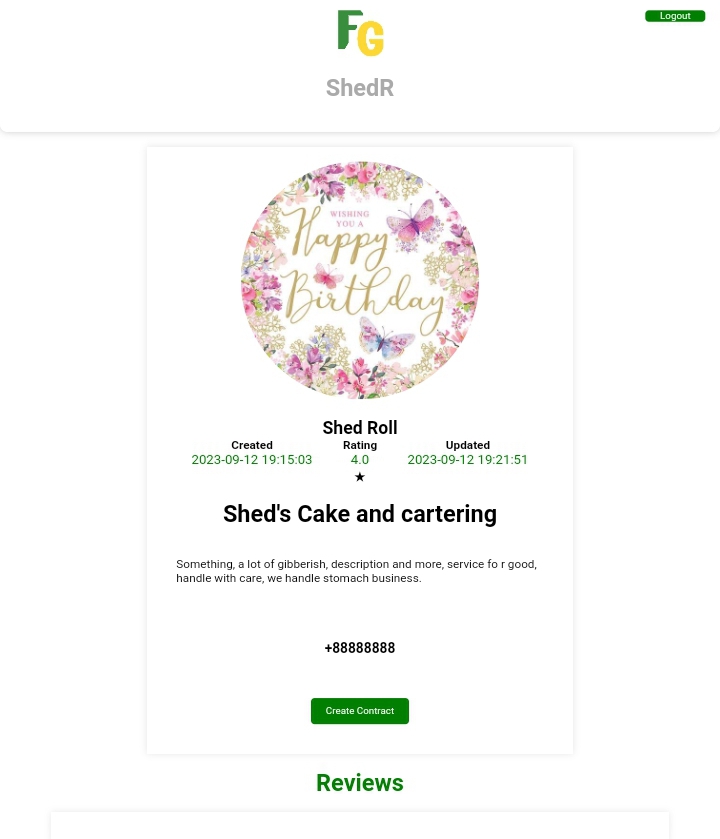 FG
Logout
ShedR
WISHING
YOU A
Happy
Birthday
Shed Roll
Created Rating Updated
2023-09-12 19:15:03 4.0 2023-09-12 19:21:51
★
Shed's Cake and cartering
Something, a lot of gibberish, description and more, service fo r good,
handle with care, we handle stomach business.
+88888888
Create Contract
Reviews